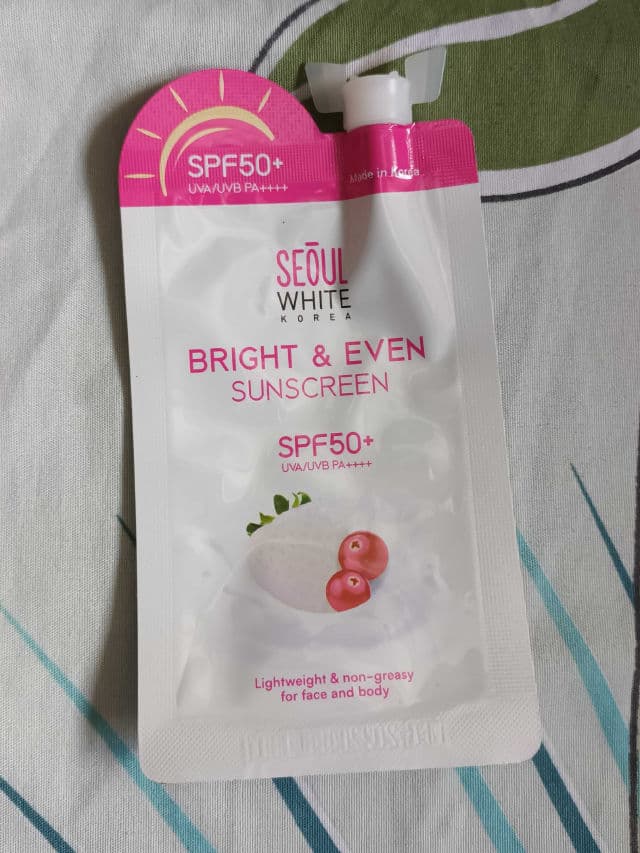 SPF50+
UVA/UVB PA++++
Made in Korea
SEŌUL
WHITE
KOREA
BRIGHT & EVEN
SUNSCREEN
SPF50+
UVA/UVB PA++++
Lightweight & non-greasy
for face and body